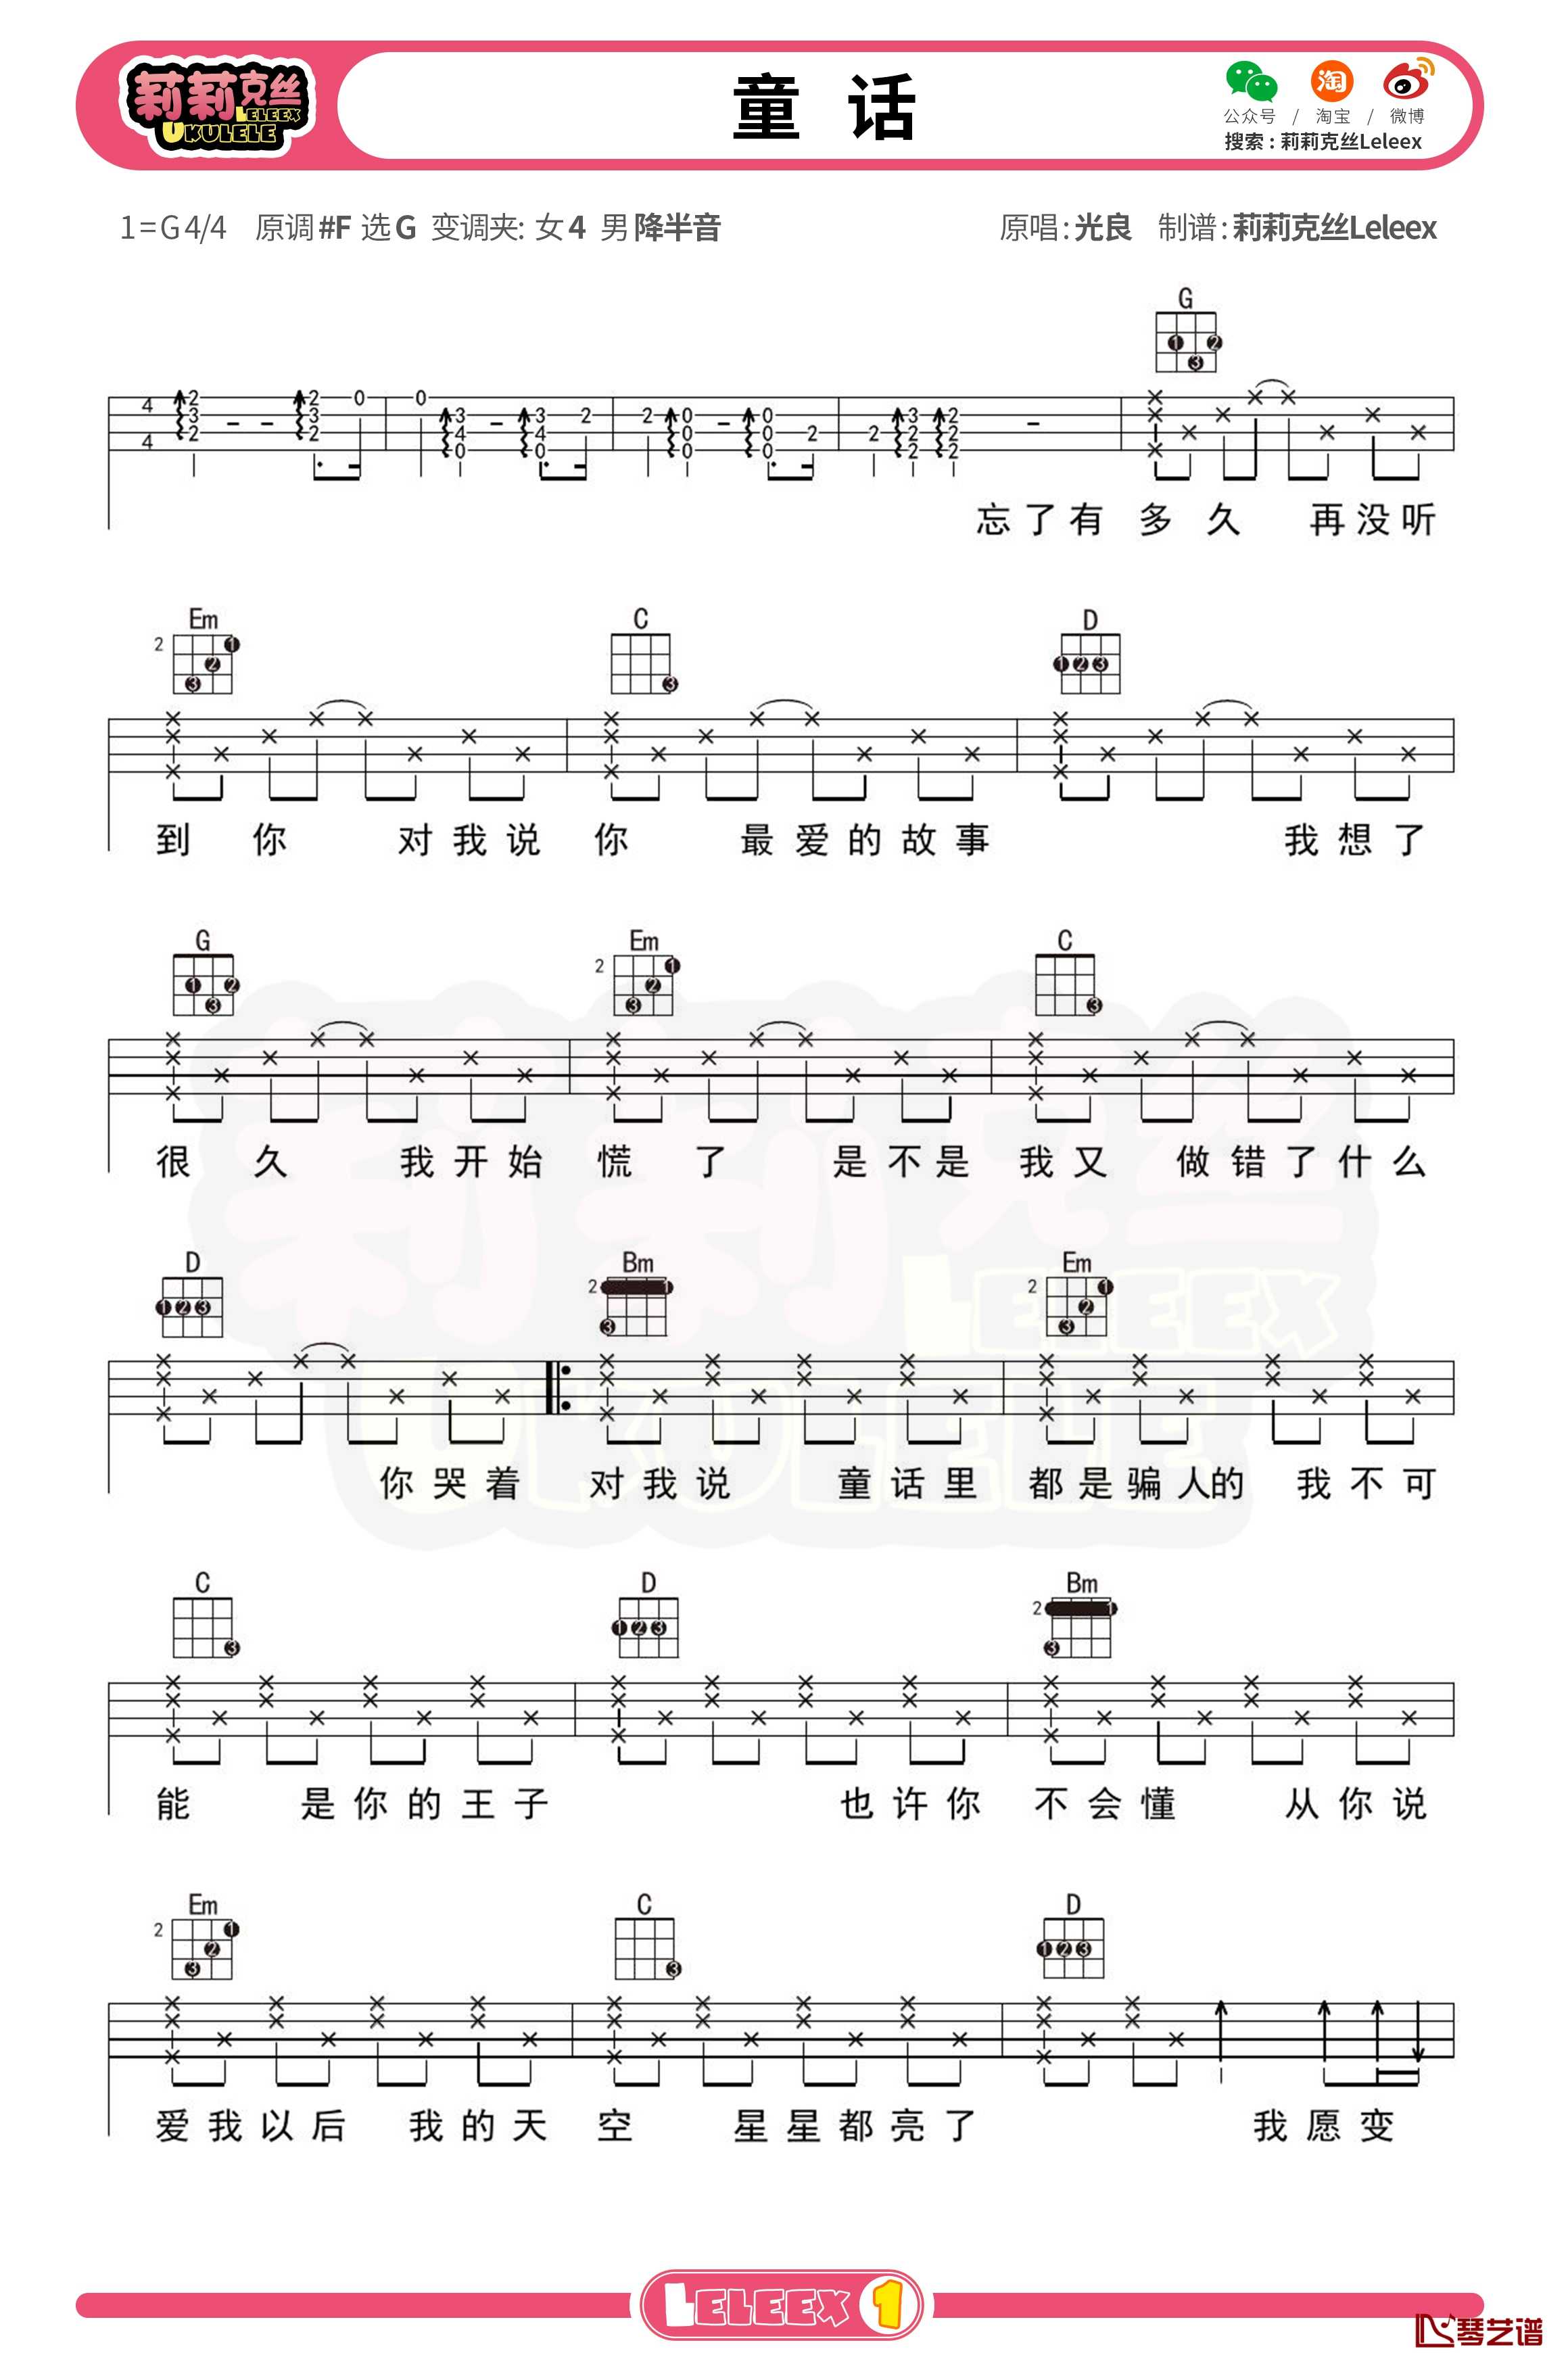 莉莉克丝
LELEEX
UKULELE
童 话
公众号 / 淘宝 / 微博
搜索：莉莉克丝Leleex
1=G 4/4 原调 #F 选 G 变调夹: 女 4 男 降半音 原唱：光良 制谱：莉莉克丝Leleex
G
忘了有 多 久 再没听
Em C D
到 你 对我说 你 最爱的故事 我想了
G Em C
很 久 我开始 慌 了 是不是 我又 做错了什么
D Bm Em
你哭着 对我说 童话里 都是骗人的 我不可
C D Bm
能 是你的王子 也许你 不会懂 从你说
Em C D
爱我以后 我的天 空 星星都亮了 我愿变
LELEEX 1
琴艺谱